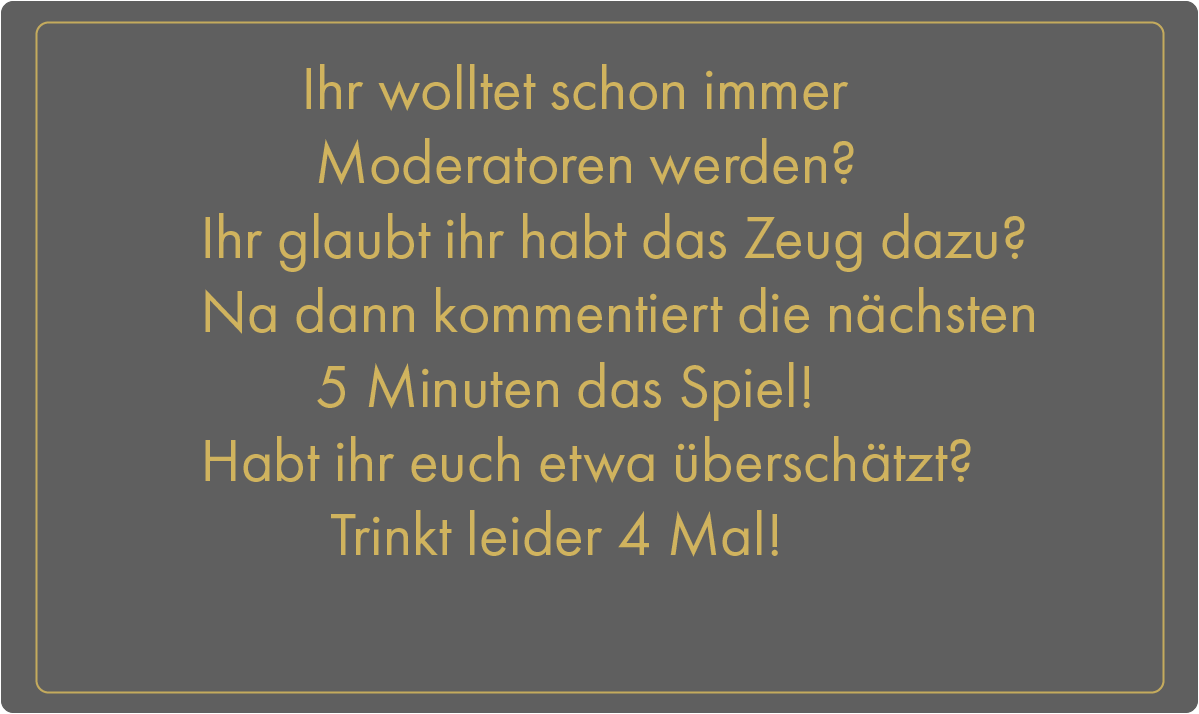 Ihr wolltet schon immer
Moderatoren werden?
Ihr glaubt ihr habt das Zeug dazu?
Na dann kommentiert die nächsten
5 Minuten das Spiel!
Habt ihr euch etwa überschätzt?
Trinkt leider 4 Mal!